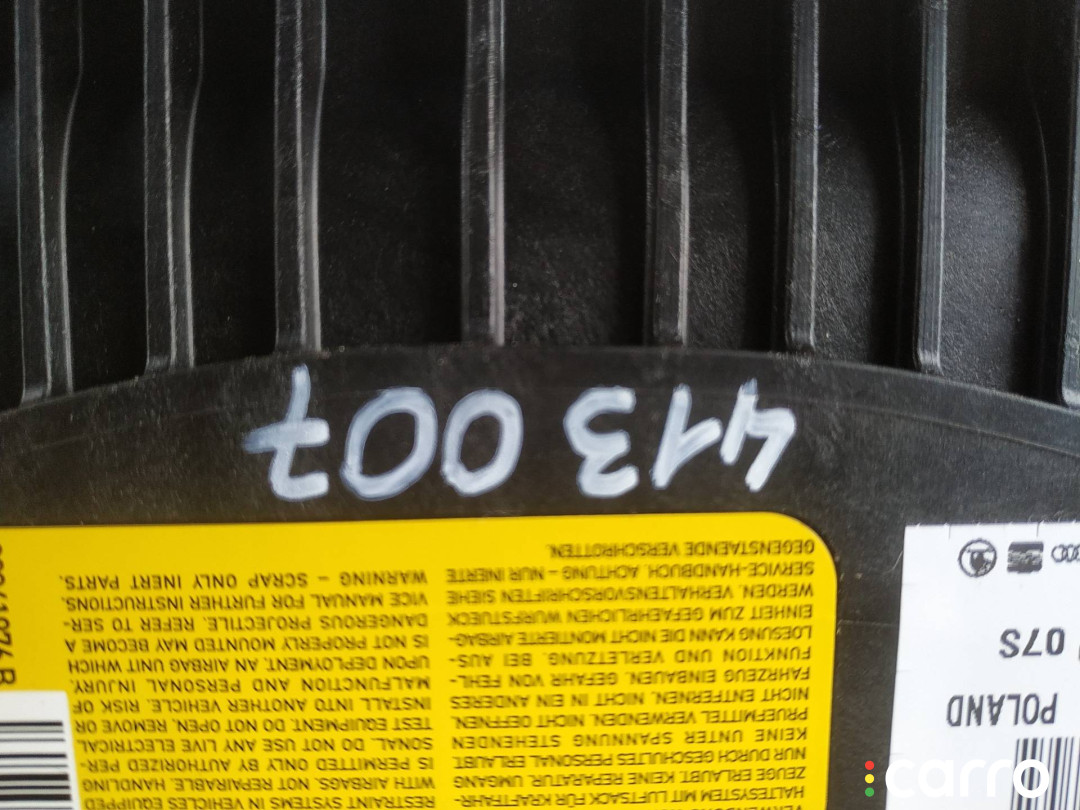 POLAND
07S
HALTESYSTEM MIT LUFTSACK FÜR KRAFTFAHR-
ZEUGE ERLAUBT. KEINE REPARATUR. UMGANG
NUR DURCH GESCHULTES PERSONAL ERLAUBT.
KEINE UNTER SPANNUNG STEHENDEN
PRUEFMITTEL VERWENDEN. NICHT OEFFNEN,
NICHT ENTFERNEN, NICHT IN EIN ANDERES
FAHRZEUG EINBAUEN. GEFAHR VON FEHL-
FUNKTION UND VERLETZUNG. BEI AUS-
LOESUNG KANN DIE NICHT MONTIERTE AIRBAG-
EINHEIT ZUM GEFAEHRLICHEN WURFSTUECK
WERDEN. VERHALTENSVORSCHRIFTEN SIEHE
SERVICE-HANDBUCH. ACHTUNG – NUR INERTE
GEGENSTAENDE VERSCHROTTEN.
RESTRAINT SYSTEMS IN VEHICLES EQUIPPED
WITH AIRBAGS. NOT REPAIRABLE. HANDLING
IS PERMITTED ONLY BY AUTHORIZED PER-
SONAL. DO NOT USE ANY LIVE ELECTRICAL
TEST EQUIPMENT. DO NOT OPEN, REMOVE OR
INSTALL INTO ANOTHER VEHICLE. RISK OF
MALFUNCTION AND PERSONAL INJURY.
UPON DEPLOYMENT, AN AIRBAG UNIT WHICH
IS NOT PROPERLY MOUNTED MAY BECOME A
DANGEROUS PROJECTILE. REFER TO SER-
VICE MANUAL FOR FURTHER INSTRUCTIONS.
WARNING – SCRAP ONLY INERT PARTS.
413 007
carro